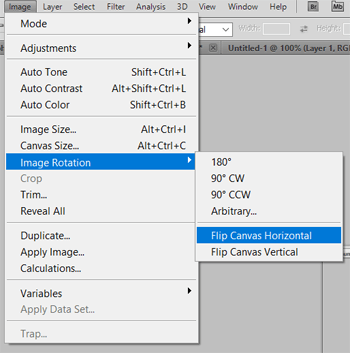 Image Layer Select Filter Analysis 3D View Window Help Br Mb
Mode
al Width: Height:
Adjustments
Untitled-1 @ 100% (Layer 1, RG
Auto Tone Shift+Ctrl+L
Auto Contrast Alt+Shift+Ctrl+L
Auto Color Shift+Ctrl+B
Image Size... Alt+Ctrl+I
Canvas Size... Alt+Ctrl+C
Image Rotation
180°
Crop
90° CW
Trim...
90° CCW
Reveal All
Arbitrary...
Duplicate...
Flip Canvas Horizontal
Apply Image...
Flip Canvas Vertical
Calculations...
Variables
Apply Data Set...
Trap...